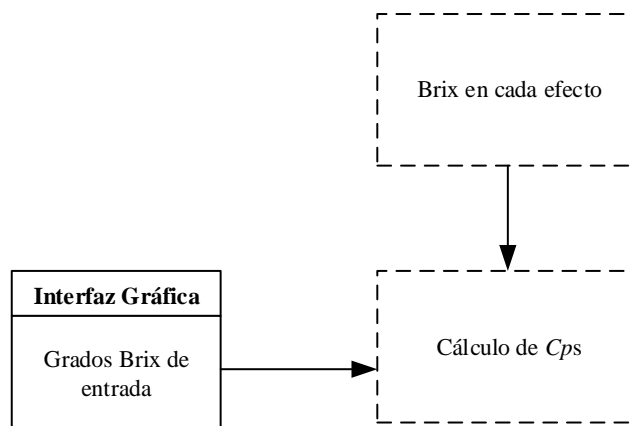 Brix en cada efecto
Interfaz Gráfica
Grados Brix de
entrada
Cálculo de Cps